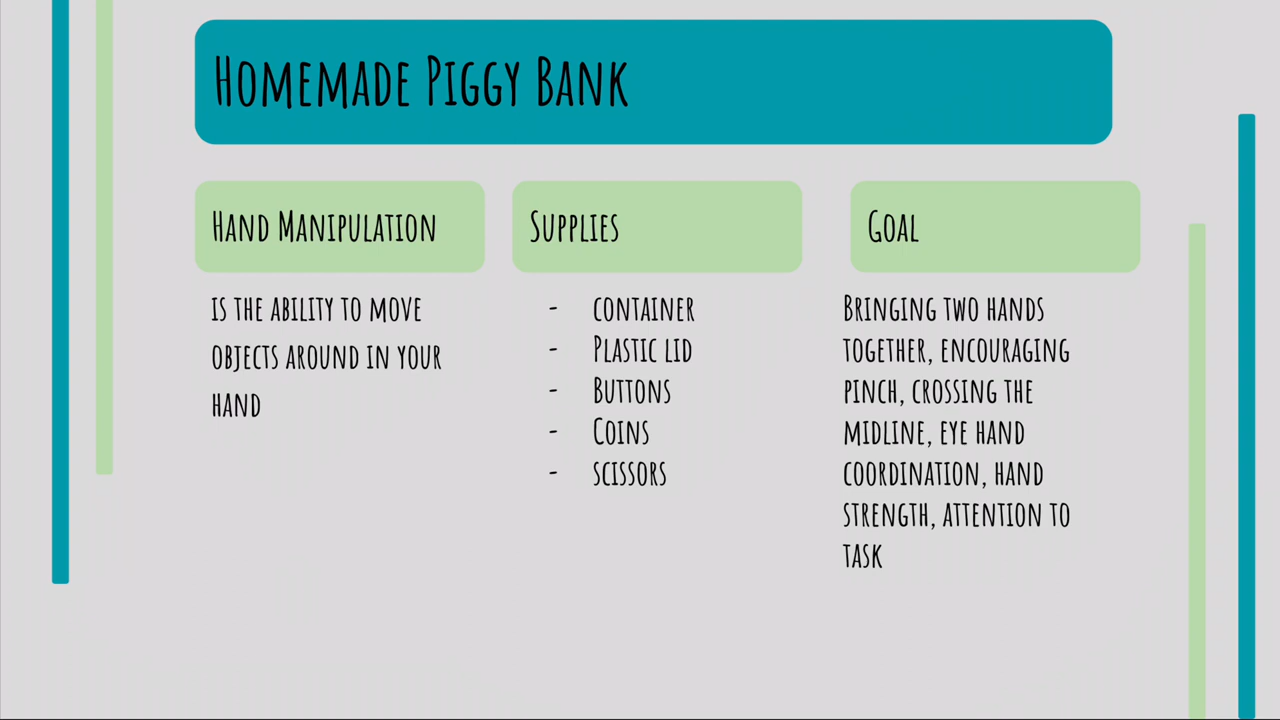 Homemade Piggy Bank
Hand Manipulation
is the ability to move
objects around in your
hand
Supplies
- container
- Plastic lid
- Buttons
- Coins
- scissors
Goal
Bringing two hands
together, encouraging
pinch, crossing the
midline, eye hand
coordination, hand
strength, attention to
task